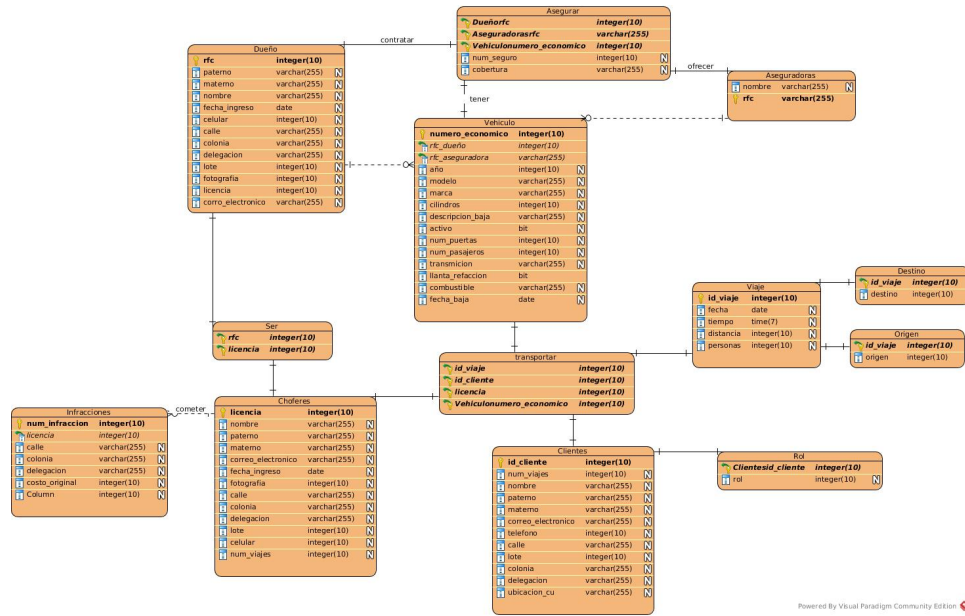 Asegurar
Dueñorfc integer(10)
Aseguradorasrfc varchar(255)
Vehiculonumero_economico integer(10)
num_seguro integer(10) N
cobertura varchar(255) N
contratar
ofrecer
tener
Dueño
rfc integer(10)
paterno varchar(255) N
materno varchar(255) N
nombre varchar(255) N
fecha_ingreso date N
celular integer(10) N
calle varchar(255) N
colonia varchar(255) N
delegacion varchar(255) N
lote integer(10) N
fotografia integer(10) N
licencia integer(10) N
corro_electronico varchar(255) N
Aseguradoras
nombre varchar(255) N
rfc varchar(255)
Vehiculo
numero_economico integer(10)
rfc_dueño integer(10)
rfc_aseguradora varchar(255)
año integer(10) N
modelo varchar(255) N
marca varchar(255) N
cilindros integer(10) N
descripcion_baja varchar(255) N
activo bit N
num_puertas integer(10) N
num_pasajeros integer(10) N
transmicion varchar(255) N
llanta_refaccion bit
combustible varchar(255) N
fecha_baja date N
Destino
id_viaje integer(10)
destino integer(10) N
Viaje
id_viaje integer(10)
fecha date N
tiempo time(7) N
distancia integer(10) N
personas integer(10) N
Origen
id_viaje integer(10)
origen integer(10) N
Ser
rfc integer(10)
licencia integer(10)
transportar
id_viaje integer(10)
id_cliente integer(10)
licencia integer(10)
Vehiculonumero_economico integer(10)
cometer
Infracciones
num_infraccion integer(10)
licencia integer(10)
calle varchar(255) N
colonia varchar(255) N
delegacion varchar(255) N
costo_original integer(10) N
Column integer(10) N
Choferes
licencia integer(10)
nombre varchar(255) N
paterno varchar(255) N
materno varchar(255) N
correo_electronico varchar(255) N
fecha_ingreso date N
fotografia integer(10) N
calle varchar(255) N
colonia varchar(255) N
delegacion varchar(255) N
lote integer(10) N
celular integer(10) N
num_viajes integer(10) N
Clientes
id_cliente integer(10)
num_viajes integer(10) N
nombre varchar(255) N
paterno varchar(255) N
materno varchar(255) N
correo_electronico varchar(255) N
telefono integer(10) N
calle varchar(255) N
lote integer(10) N
colonia varchar(255) N
delegacion varchar(255) N
ubicacion_cu varchar(255) N
Rol
Clientesid_cliente integer(10)
rol integer(10) N
Powered By Visual Paradigm Community Edition